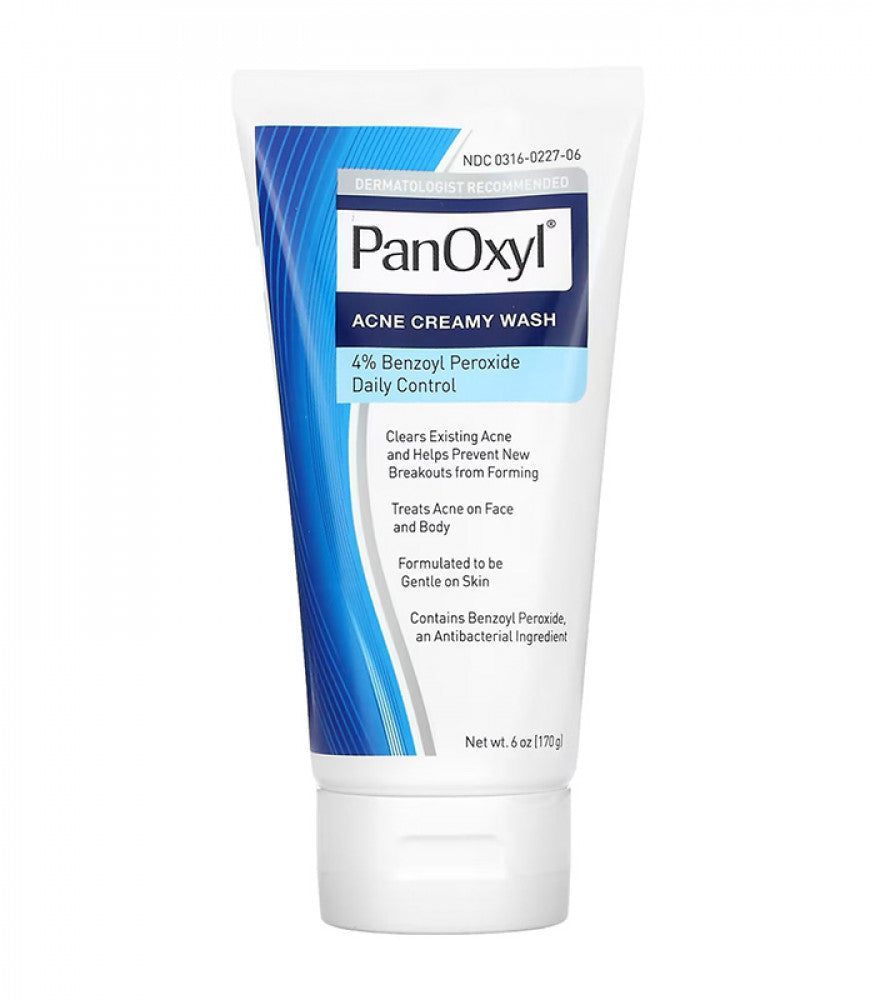 NDC 0316-0227-06
DERMATOLOGIST RECOMMENDED
PanOxyl®
ACNE CREAMY WASH
4% Benzoyl Peroxide
Daily Control
Clears Existing Acne
and Helps Prevent New
Breakouts from Forming
Treats Acne on Face
and Body
Formulated to be
Gentle on Skin
Contains Benzoyl Peroxide,
an Antibacterial Ingredient
Net wt. 6 oz (170g)